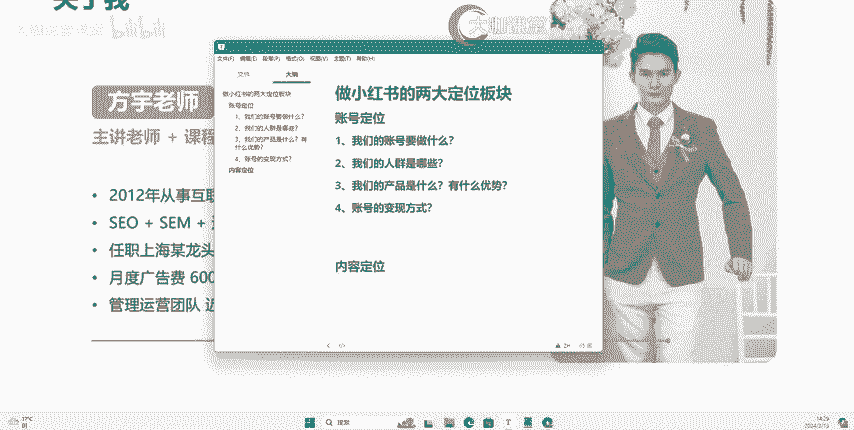 关于我
bilibili
大咖课堂
方宇老师
主讲老师 + 课程
2012年从事互联
SEO + SEM +
任职上海某龙头
月度广告费 600
管理运营团队 近
文件(F) 编辑(E) 段落(P) 格式(O) 视图(V) 主题(T) 帮助(H)
文件 大纲
做小红书的两大定位板块
账号定位
1、我们的账号要做什么？
2、我们的人群是哪些？
3、我们的产品是什么？有
什么优势？
4、账号的变现方式？
内容定位
做小红书的两大定位板块
账号定位
1、我们的账号要做什么？
2、我们的人群是哪些？
3、我们的产品是什么？有什么优势？
4、账号的变现方式？
内容定位
搜索